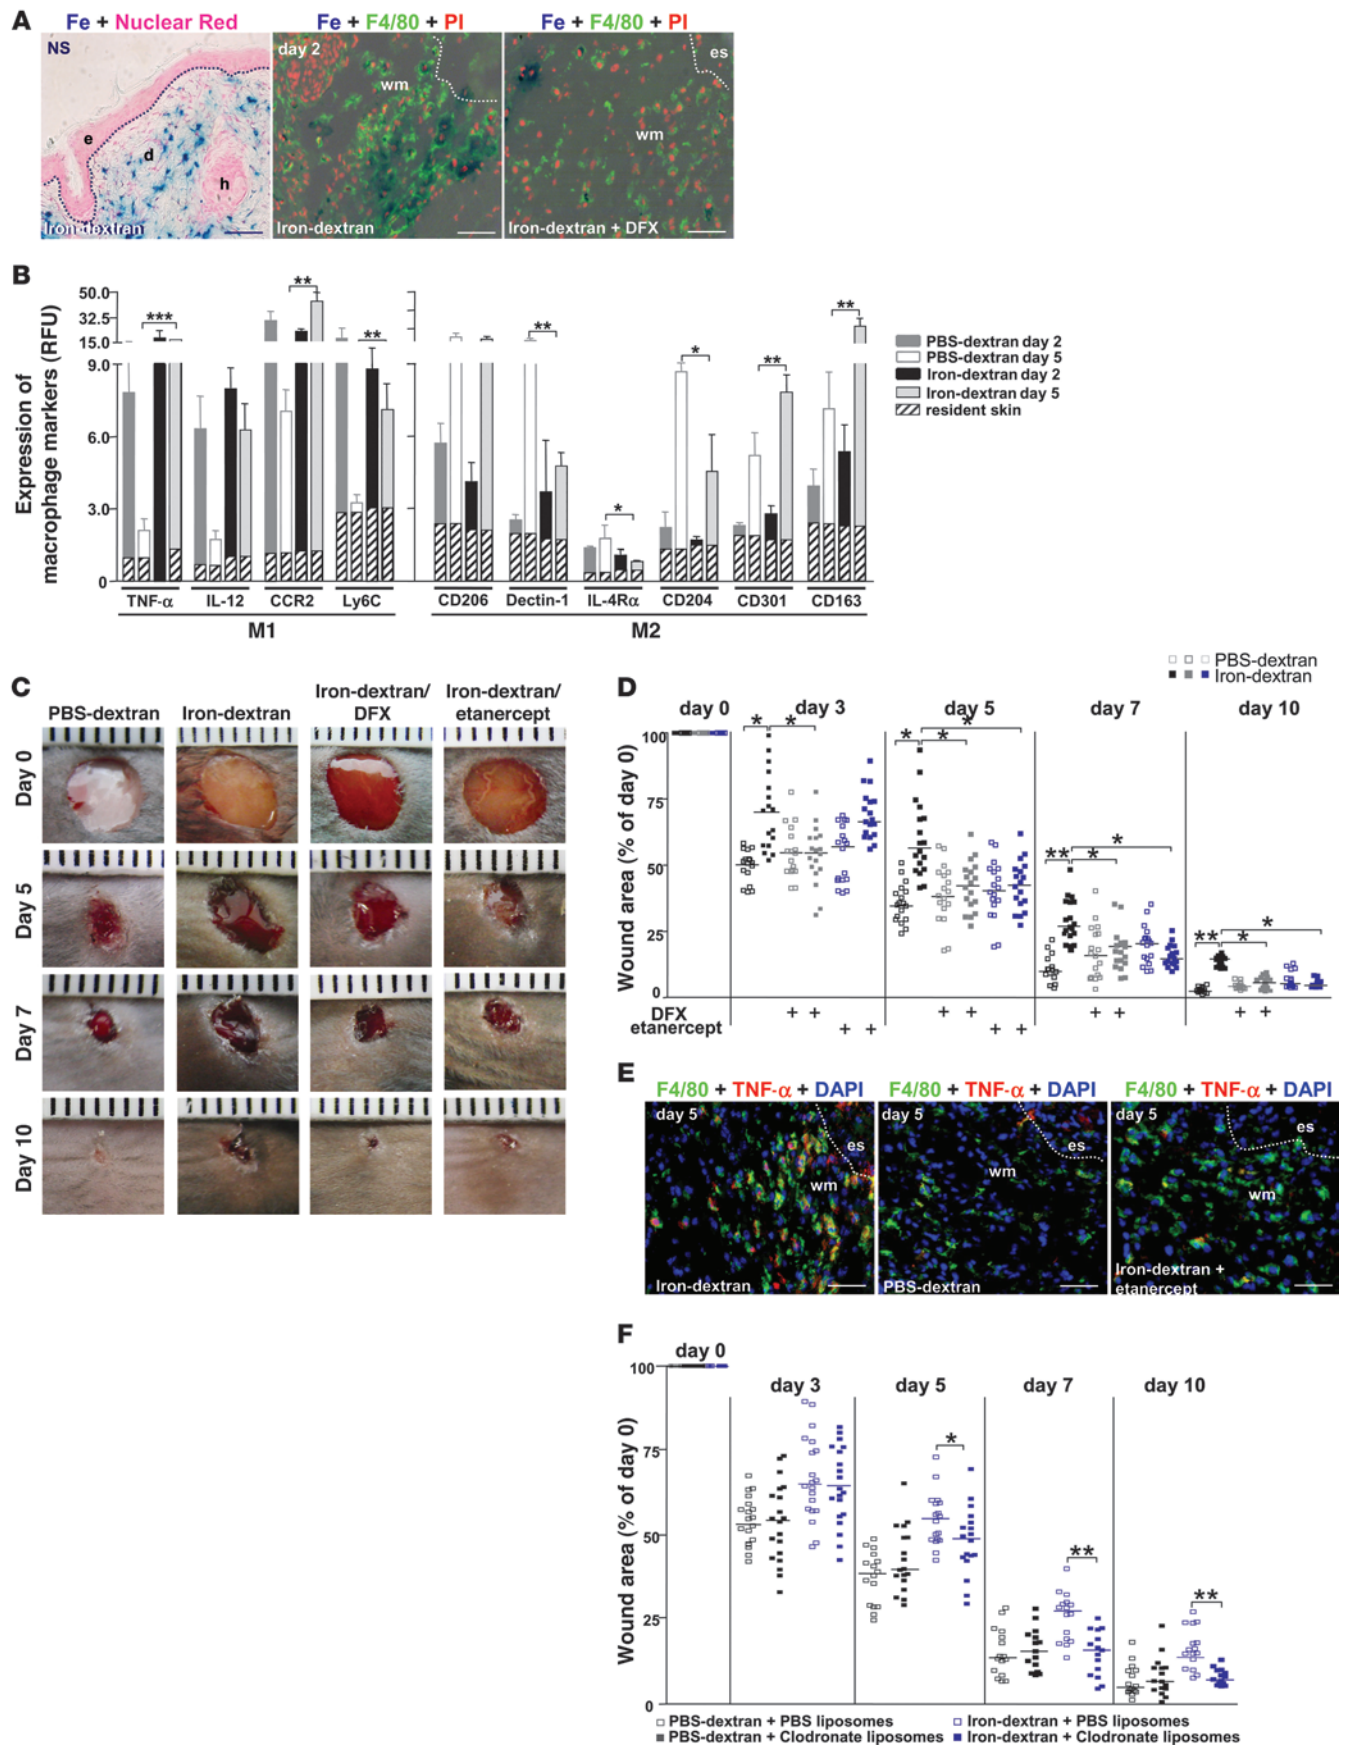 A
Fe + Nuclear Red
Fe + F4/80 + PI
Fe + F4/80 + PI
NS
e
d
h
Iron-dextran
day 2
wm
Iron-dextran
es
wm
Iron-dextran + DFX
B
Expression of
macrophage markers (RFU)
50.0
32.5
15.0
9.0
6.0
3.0
0
***
**
**
**
*
*
**
**
PBS-dextran day 2
PBS-dextran day 5
Iron-dextran day 2
Iron-dextran day 5
resident skin
TNF-α IL-12 CCR2 Ly6C CD206 Dectin-1 IL-4Rα CD204 CD301 CD163
M1 M2
C
PBS-dextran
Iron-dextran
Iron-dextran/
DFX
Iron-dextran/
etanercept
Day 0
Day 5
Day 7
Day 10
D
PBS-dextran
Iron-dextran
day 0 day 3 day 5 day 7 day 10
Wound area (% of day 0)
100
75
50
25
0
* *
* * *
** * *
** * *
DFX + + + + + + + +
etanercept + + + +
E
F4/80 + TNF-α + DAPI
F4/80 + TNF-α + DAPI
F4/80 + TNF-α + DAPI
day 5
es
wm
Iron-dextran
day 5
es
wm
PBS-dextran
day 5
es
wm
Iron-dextran +
etanercept
F
day 0
day 3 day 5 day 7 day 10
Wound area (% of day 0)
100
75
50
25
0
*
**
**
PBS-dextran + PBS liposomes
PBS-dextran + Clodronate liposomes
Iron-dextran + PBS liposomes
Iron-dextran + Clodronate liposomes